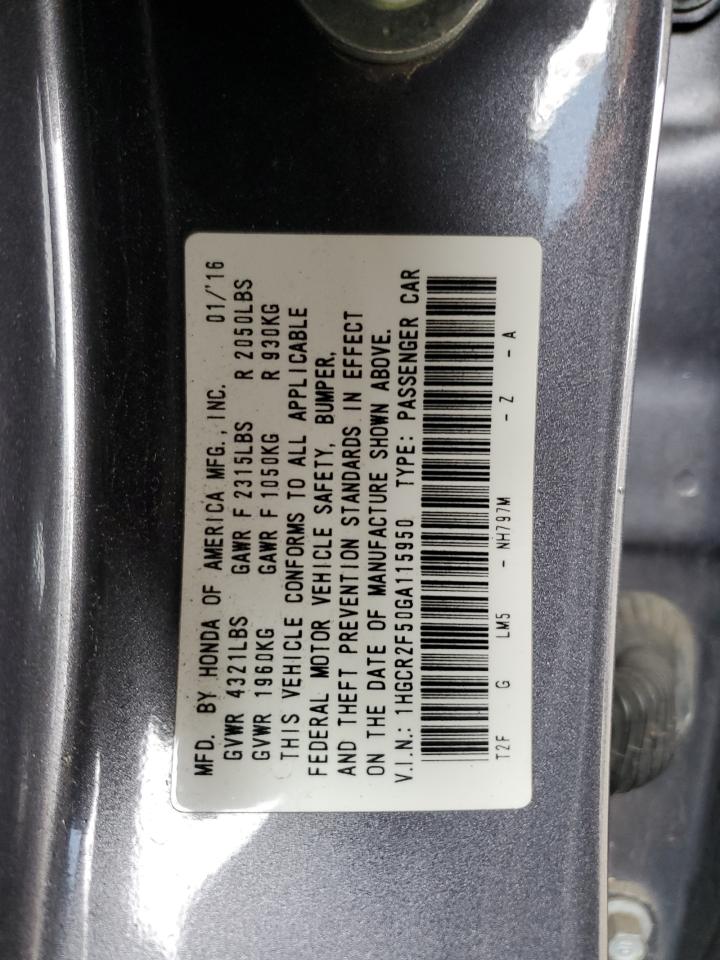 MFD. BY HONDA OF AMERICA MFG., INC. 01/'16
GVWR 4321LBS GAWR F 2315LBS R 2050LBS
GVWR 1960KG GAWR F 1050KG R 930KG
THIS VEHICLE CONFORMS TO ALL APPLICABLE
FEDERAL MOTOR VEHICLE SAFETY, BUMPER,
AND THEFT PREVENTION STANDARDS IN EFFECT
ON THE DATE OF MANUFACTURE SHOWN ABOVE.
V.I.N.: 1HGCR2F50GA115950 TYPE: PASSENGER CAR
T2F G LM5 - NH797M - Z - A